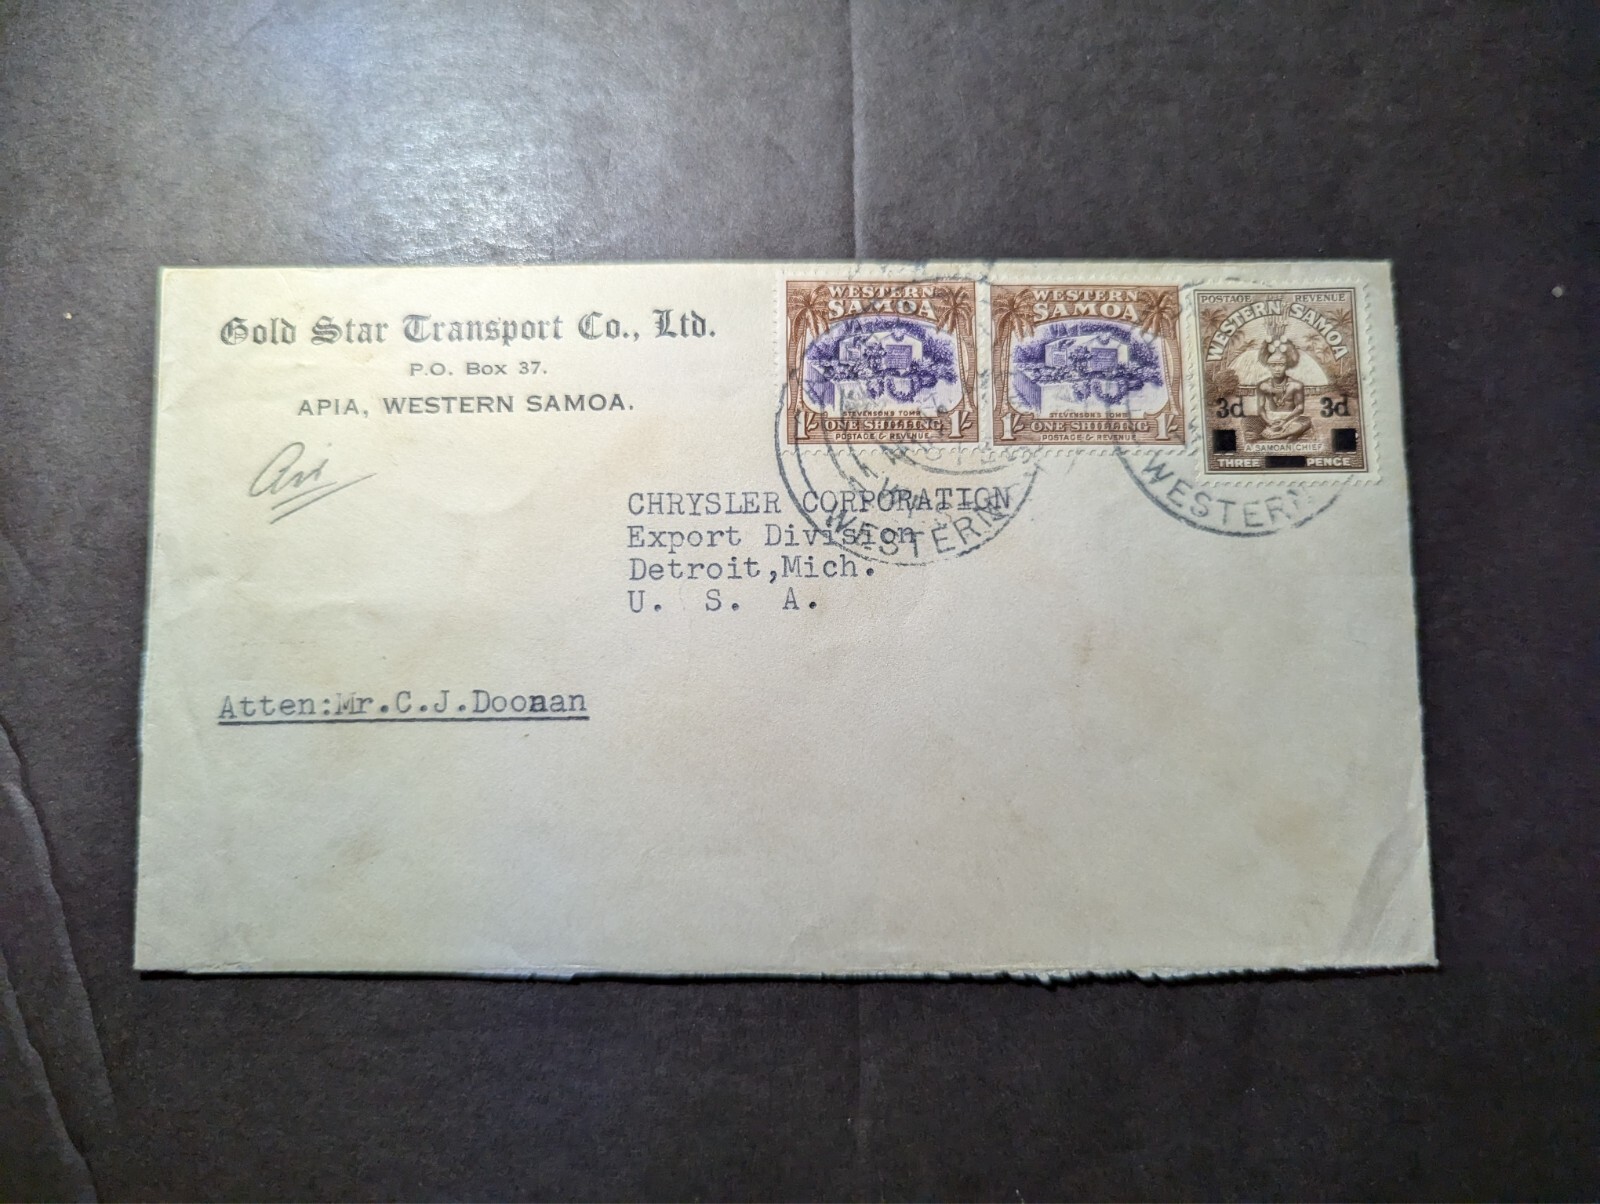 Gold Star Transport Co., Ltd.
P.O. Box 37.
APIA, WESTERN SAMOA.
Air
WESTERN
SAMOA
STEVENSON'S TOMB
1/- ONE SHILLING 1/-
POSTAGE & REVENUE
WESTERN
SAMOA
STEVENSON'S TOMB
1/- ONE SHILLING 1/-
POSTAGE & REVENUE
POSTAGE REVENUE
WESTERN SAMOA
3d 3d
A SAMOAN CHIEF
THREE PENCE
WESTERN
WESTERN
CHRYSLER CORPORATION
Export Division
Detroit,Mich.
U. S. A.
Atten:Mr.C.J.Doonan